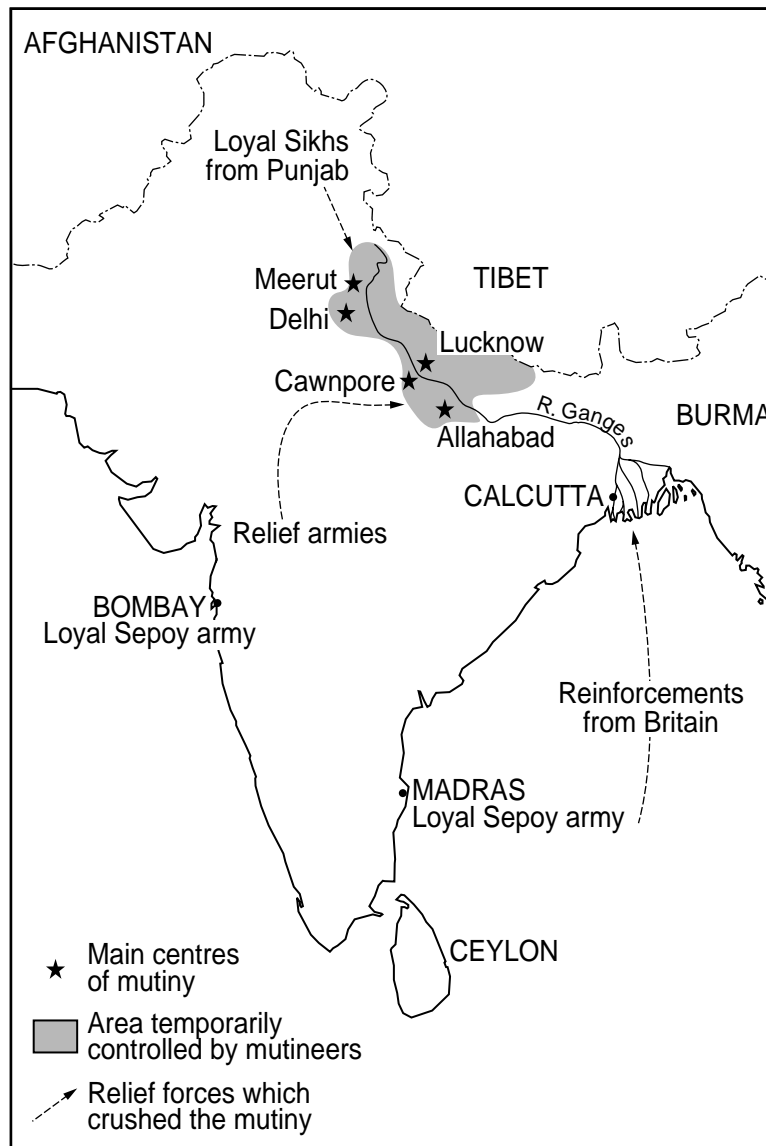 AFGHANISTAN
Loyal Sikhs
from Punjab
Meerut
TIBET
Delhi
Lucknow
Cawnpore
R. Ganges
BURMA
Allahabad
CALCUTTA
Relief armies
BOMBAY
Loyal Sepoy army
Reinforcements
from Britain
MADRAS
Loyal Sepoy army
CEYLON
Main centres
of mutiny
Area temporarily
controlled by mutineers
Relief forces which
crushed the mutiny